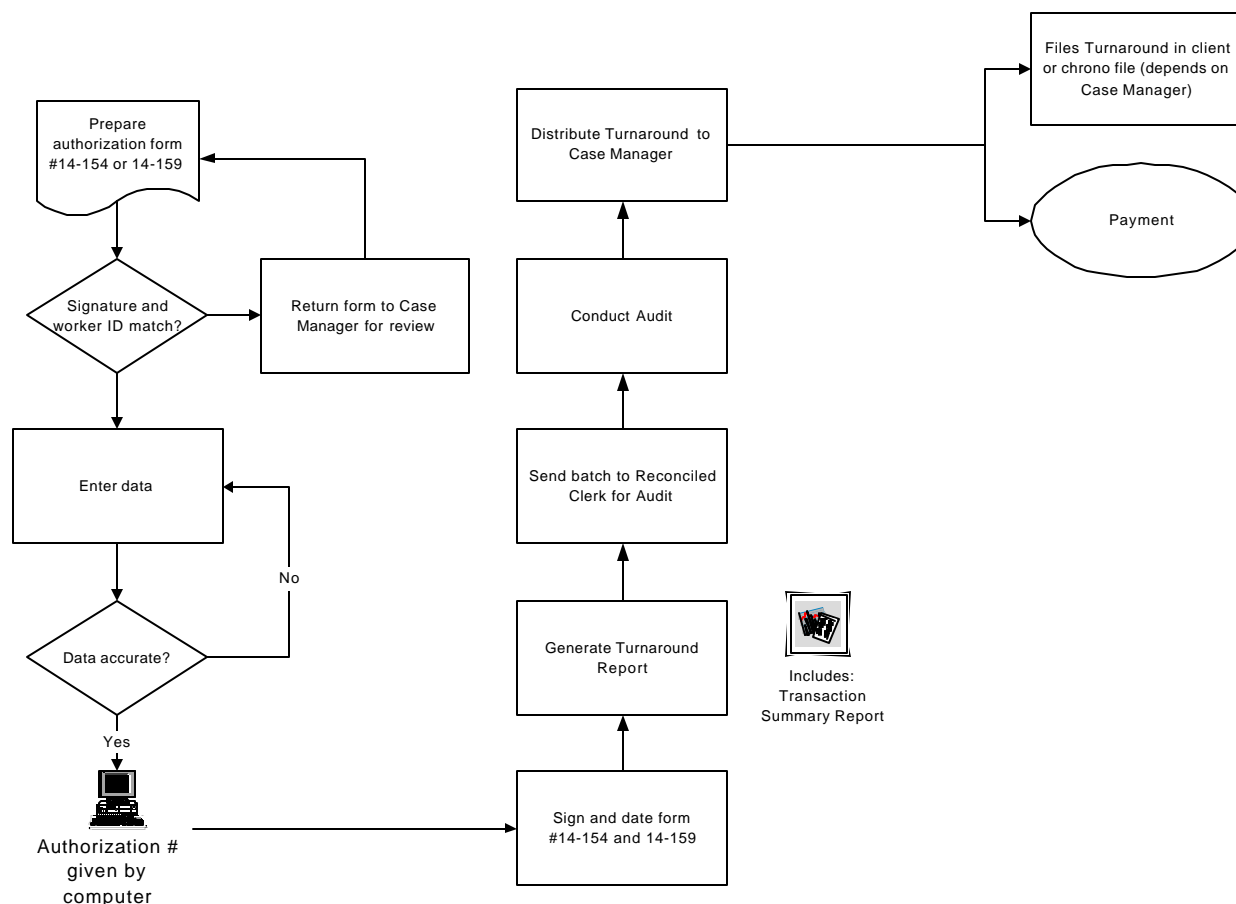 Prepare
authorization form
#14-154 or 14-159
Signature and
worker ID match?
Return form to Case
Manager for review
Enter data
No
Data accurate?
Yes
Authorization #
given by
computer
Sign and date form
#14-154 and 14-159
Generate Turnaround
Report
Includes:
Transaction
Summary Report
Send batch to Reconciled
Clerk for Audit
Conduct Audit
Distribute Turnaround to
Case Manager
Files Turnaround in client
or chrono file (depends on
Case Manager)
Payment